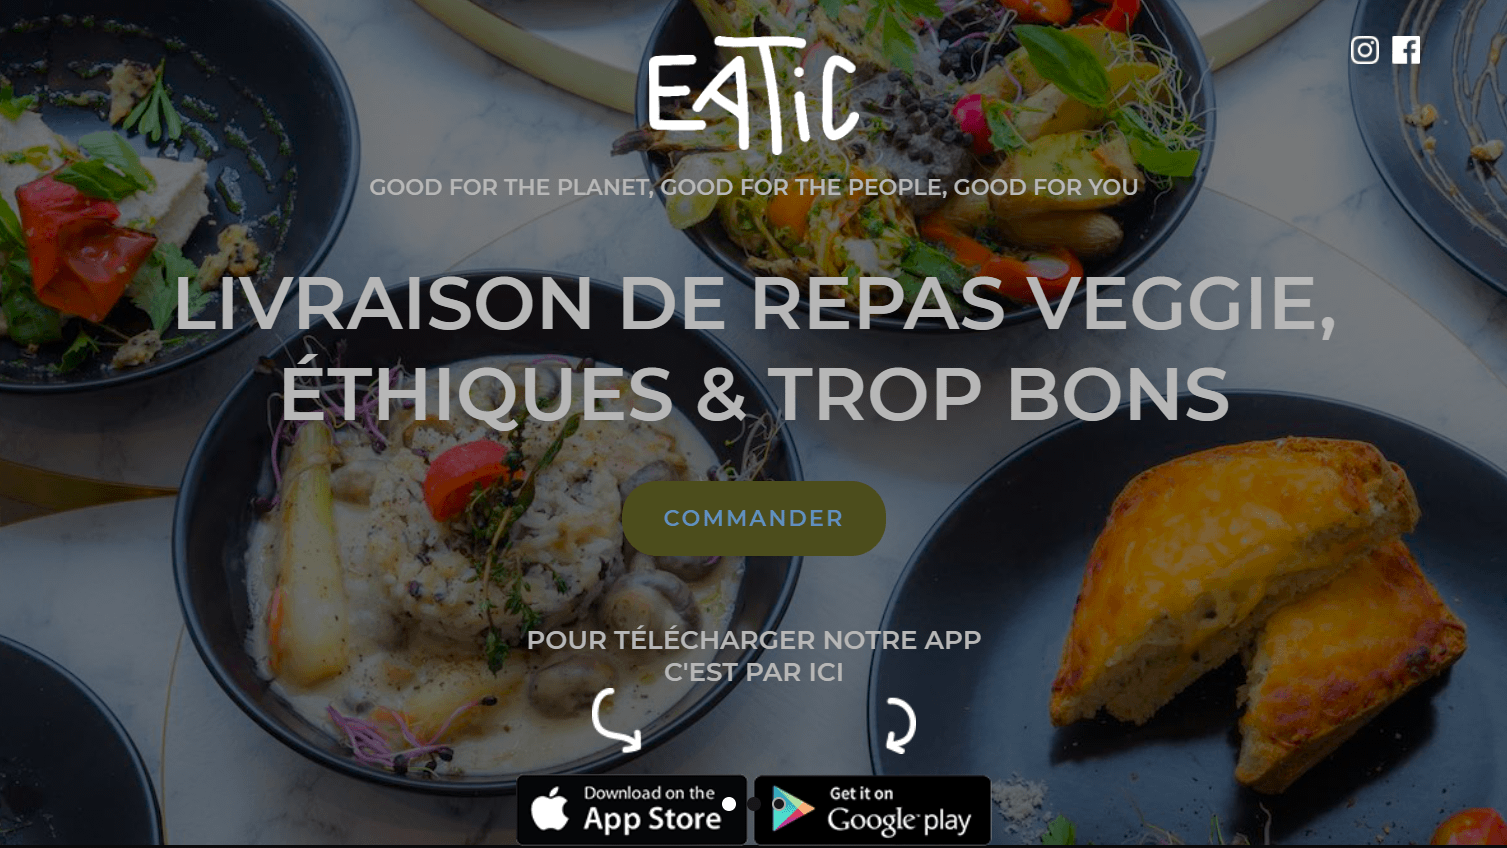 EATiC
GOOD FOR THE PLANET, GOOD FOR THE PEOPLE, GOOD FOR YOU
LIVRAISON DE REPAS VEGGIE,
ÉTHIQUES & TROP BONS
COMMANDER
POUR TÉLÉCHARGER NOTRE APP
C'EST PAR ICI
Download on the
App Store
Get it on
Google play